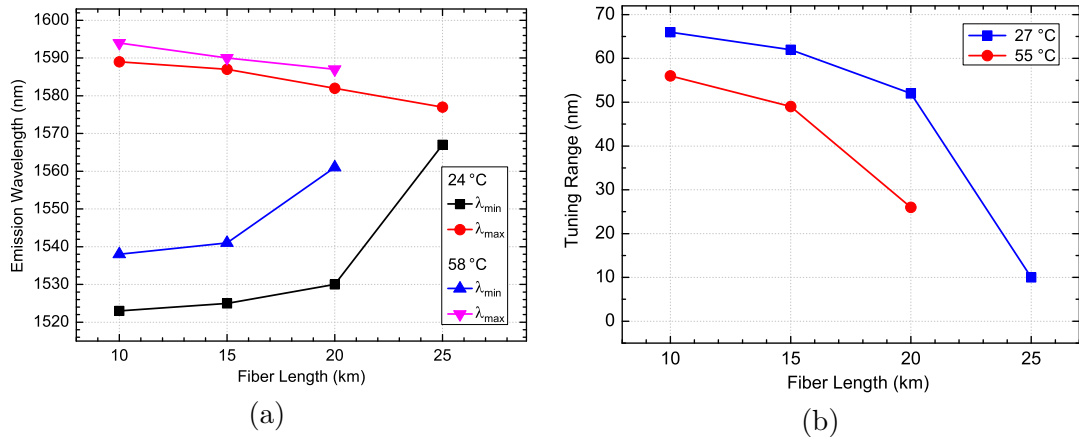 1600
1590
1580
1570
1560
1550
1540
1530
1520
Emission Wavelength (nm)
10 15 20 25
Fiber Length (km)
24 °C
λmin
λmax
58 °C
λmin
λmax
(a)
70
60
50
40
30
20
10
0
Tuning Range (nm)
10 15 20 25
Fiber Length (km)
27 °C
55 °C
(b)